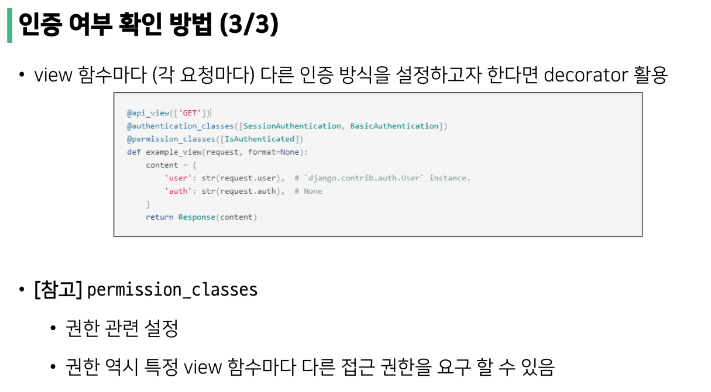 인증 여부 확인 방법 (3/3)
• view 함수마다 (각 요청마다) 다른 인증 방식을 설정하고자 한다면 decorator 활용
@api_view(['GET'])
@authentication_classes([SessionAuthentication, BasicAuthentication])
@permission_classes([IsAuthenticated])
def example_view(request, format=None):
    content = {
        'user': str(request.user),  # `django.contrib.auth.User` instance.
        'auth': str(request.auth),  # None
    }
    return Response(content)
• [참고] permission_classes
• 권한 관련 설정
• 권한 역시 특정 view 함수마다 다른 접근 권한을 요구 할 수 있음